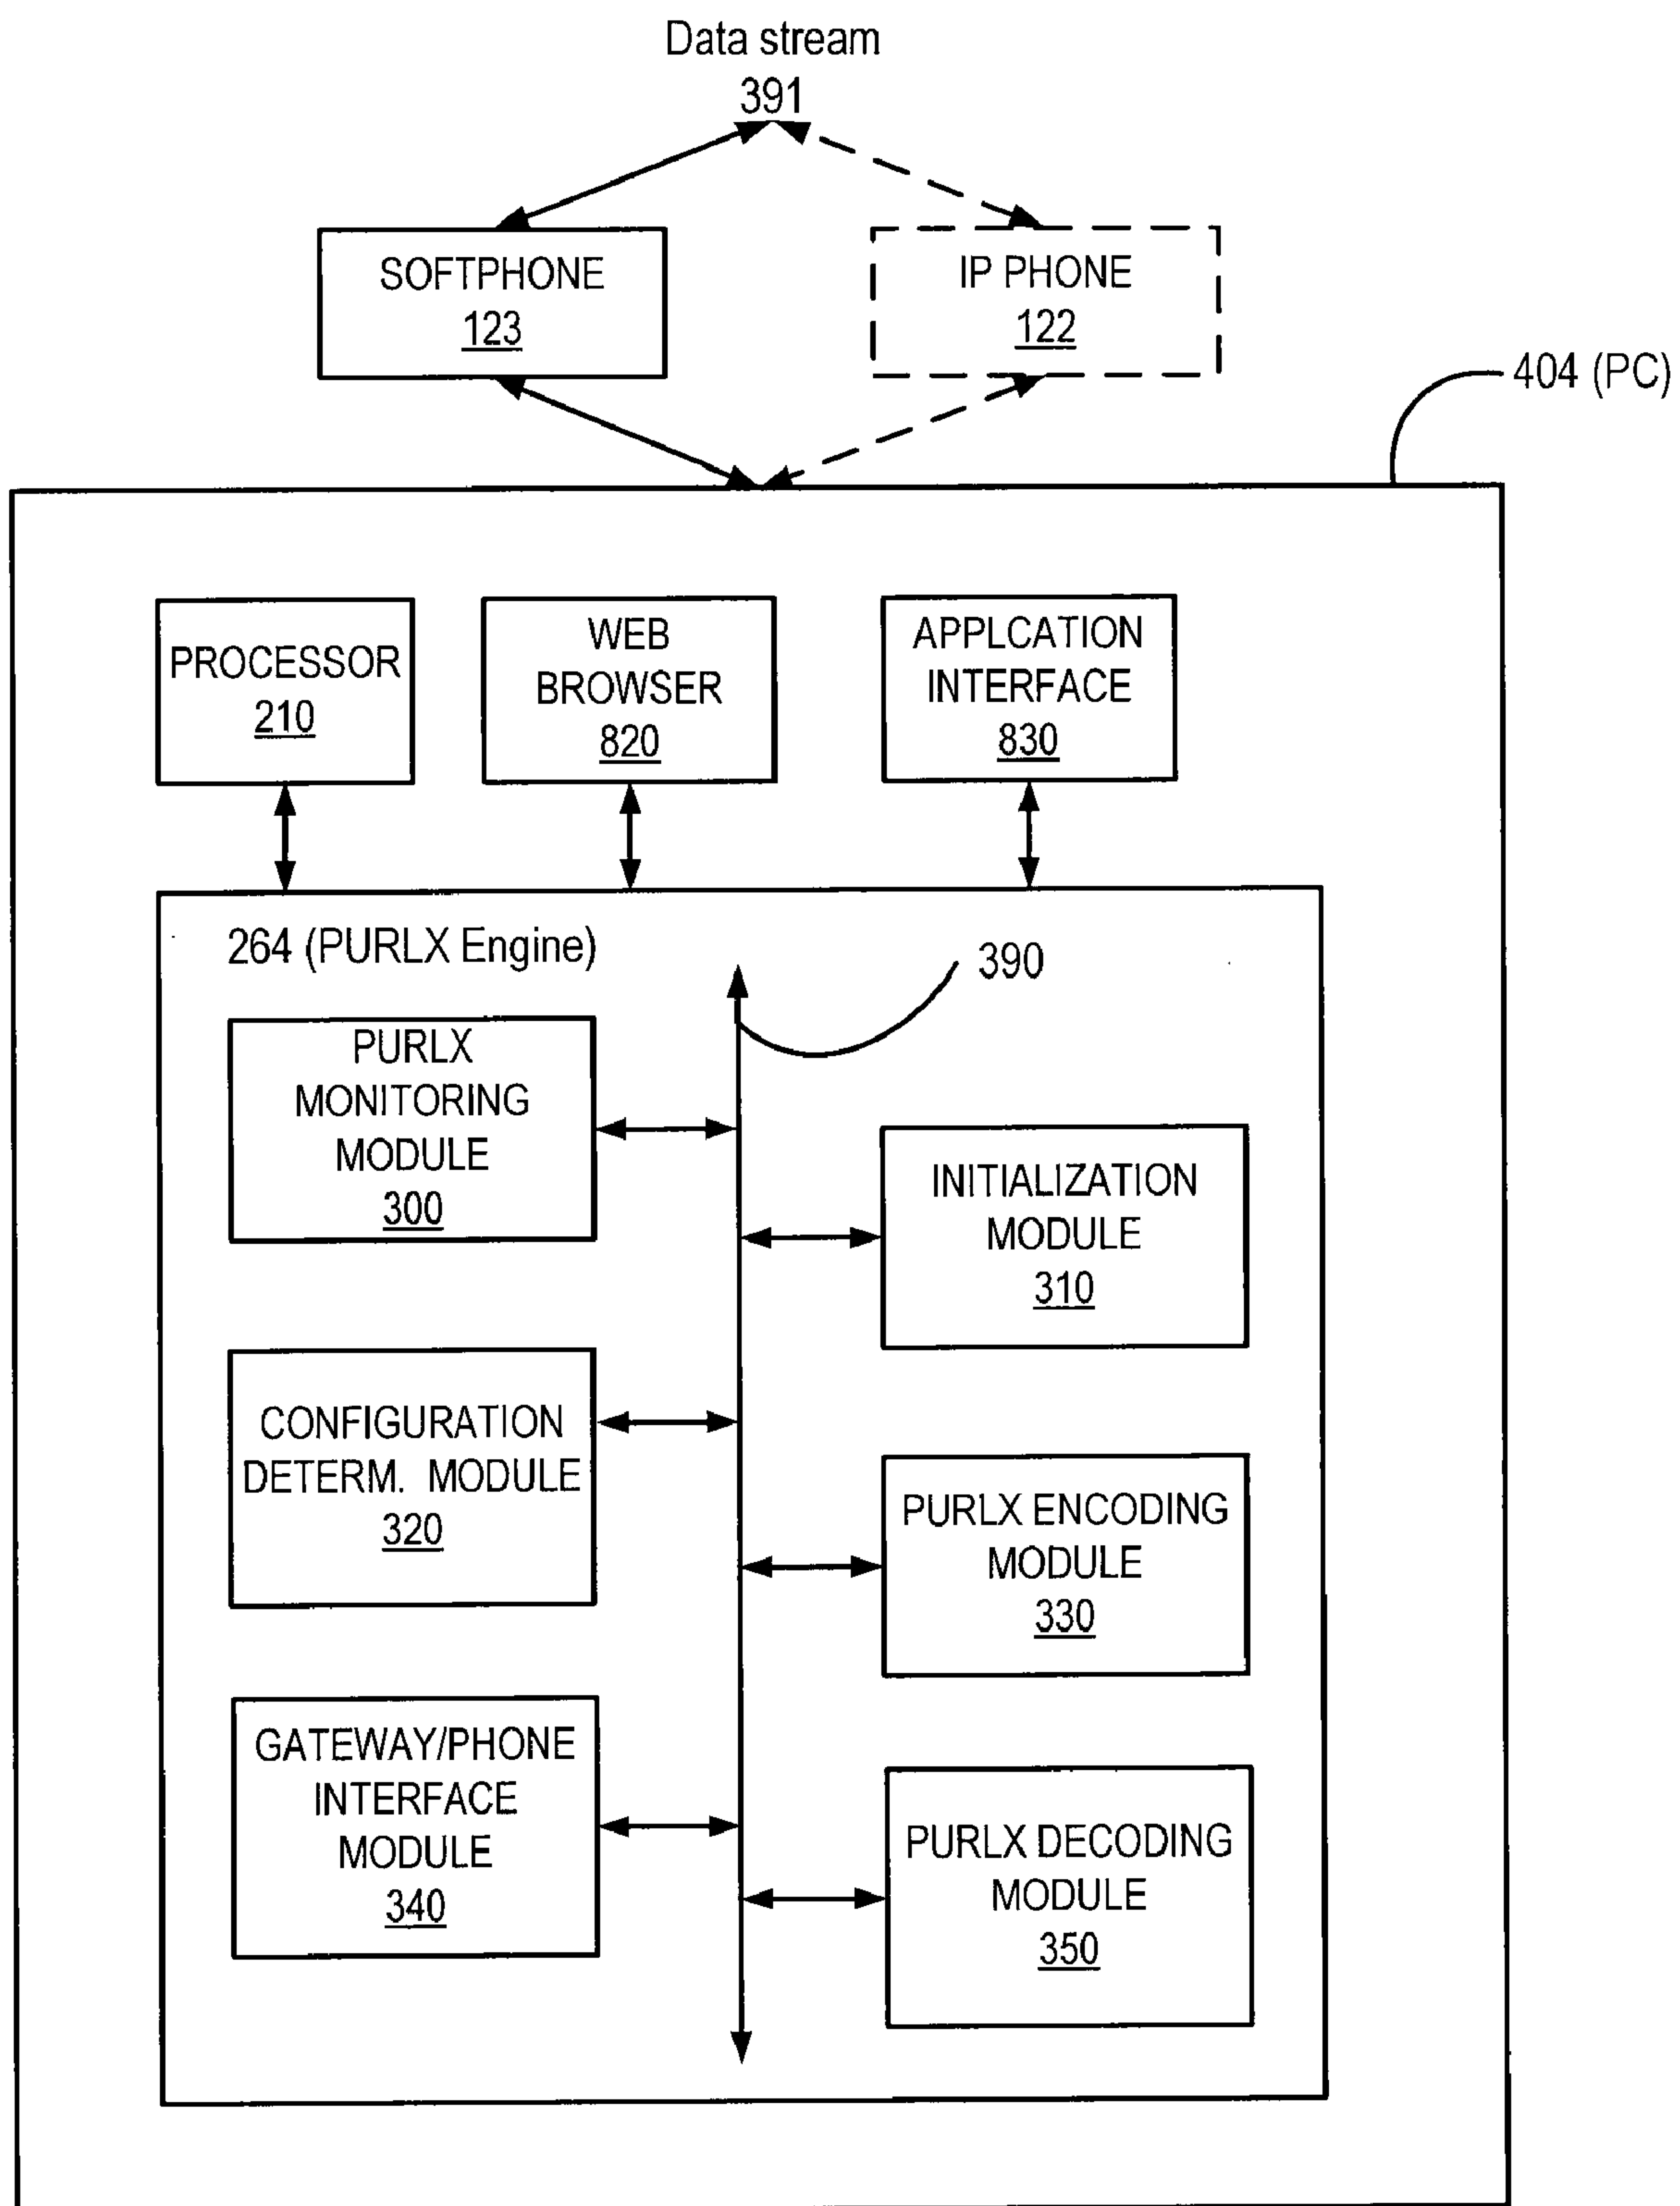 Data stream
391
SOFTPHONE
123
IP PHONE
122
404 (PC)
PROCESSOR
210
WEB
BROWSER
820
APPLCATION
INTERFACE
830
264 (PURLX Engine)
390
PURLX
MONITORING
MODULE
300
INITIALIZATION
MODULE
310
CONFIGURATION
DETERM. MODULE
320
PURLX ENCODING
MODULE
330
GATEWAY/PHONE
INTERFACE
MODULE
340
PURLX DECODING
MODULE
350